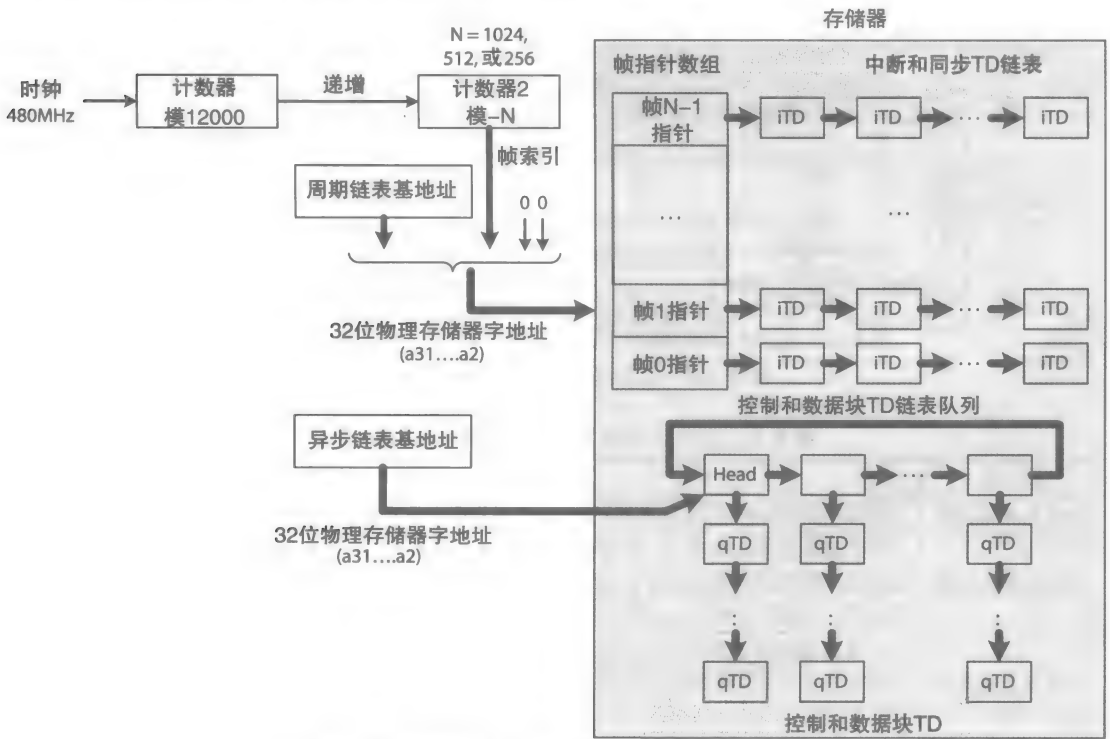 存储器
N = 1024,
512, 或 256
时钟
480MHz
计数器
模12000
递增
计数器2
模-N
帧索引
周期链表基地址
0 0
32位物理存储器字地址
(a31....a2)
异步链表基地址
32位物理存储器字地址
(a31....a2)
帧指针数组
中断和同步TD链表
帧N-1
指针
iTD
iTD
...
iTD
...
...
帧1指针
iTD
iTD
...
iTD
帧0指针
iTD
iTD
...
iTD
控制和数据块TD链表队列
Head
...
qTD
qTD
qTD
...
...
...
qTD
qTD
qTD
控制和数据块TD